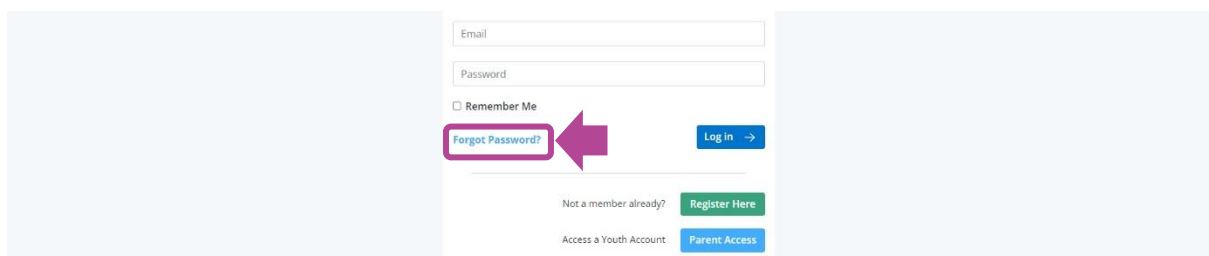 Email
Password
Remember Me
Forgot Password?
Log in
Not a member already?
Register Here
Access a Youth Account
Parent Access